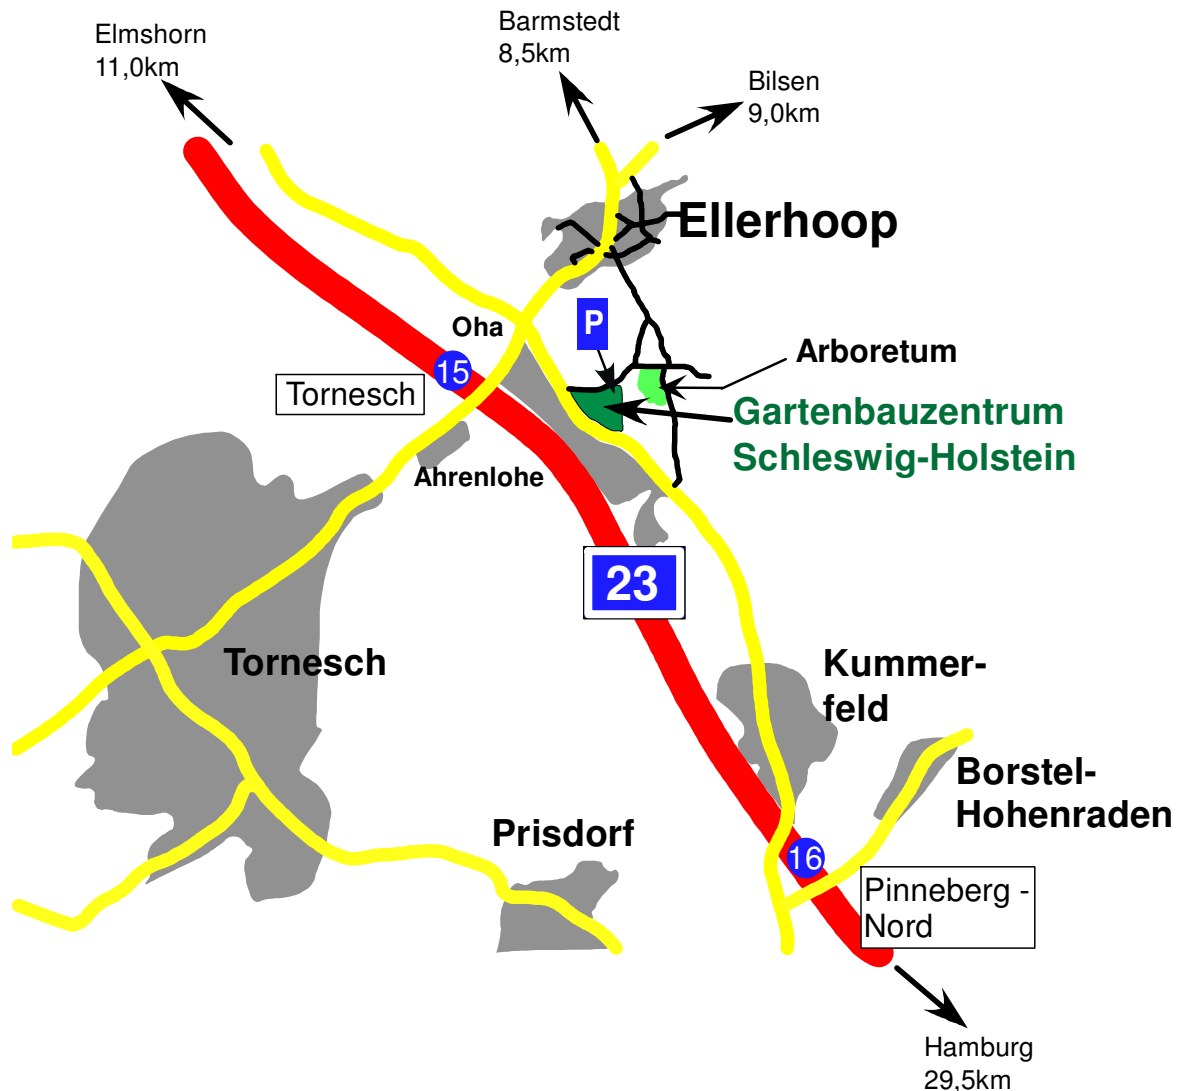 Elmshorn
11,0km
Barmstedt
8,5km
Bilsen
9,0km
Ellerhoop
P
Oha
15
Tornesch
Arboretum
Gartenbauzentrum
Schleswig-Holstein
Ahrenlohe
23
Tornesch
Kummer-
feld
Borstel-
Hohenraden
Prisdorf
16
Pinneberg -
Nord
Hamburg
29,5km